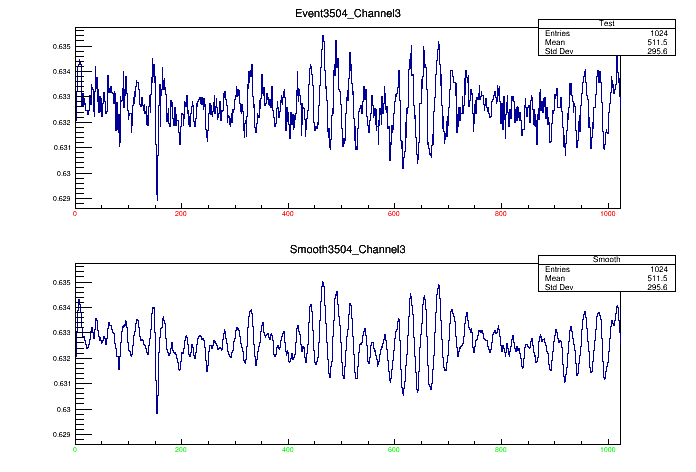 Event3504_Channel3
Test
Entries 1024
Mean 511.5
Std Dev 295.6
0.635
0.634
0.633
0.632
0.631
0.63
0.629
0 200 400 600 800 1000
Smooth3504_Channel3
Smooth
Entries 1024
Mean 511.5
Std Dev 295.6
0.635
0.634
0.633
0.632
0.631
0.63
0.629
0 200 400 600 800 1000